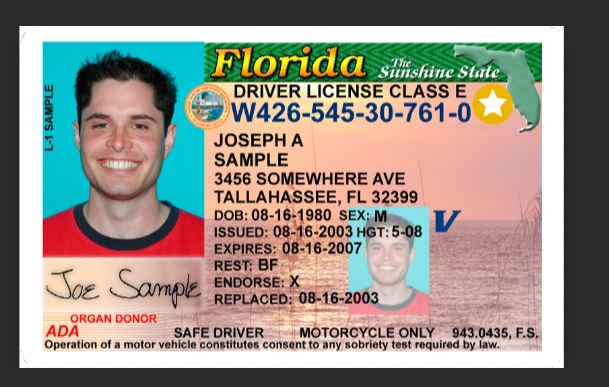 Florida The Sunshine State
L-1 SAMPLE
DRIVER LICENSE CLASS E
W426-545-30-761-0
JOSEPH A
SAMPLE
3456 SOMEWHERE AVE
TALLAHASSEE, FL 32399
DOB: 08-16-1980 SEX: M
V
ISSUED: 08-16-2003 HGT: 5-08
EXPIRES: 08-16-2007
REST: BF
ENDORSE: X
REPLACED: 08-16-2003
Joe Sample
ORGAN DONOR
ADA SAFE DRIVER MOTORCYCLE ONLY 943.0435, F.S.
Operation of a motor vehicle constitutes consent to any sobriety test required by law.